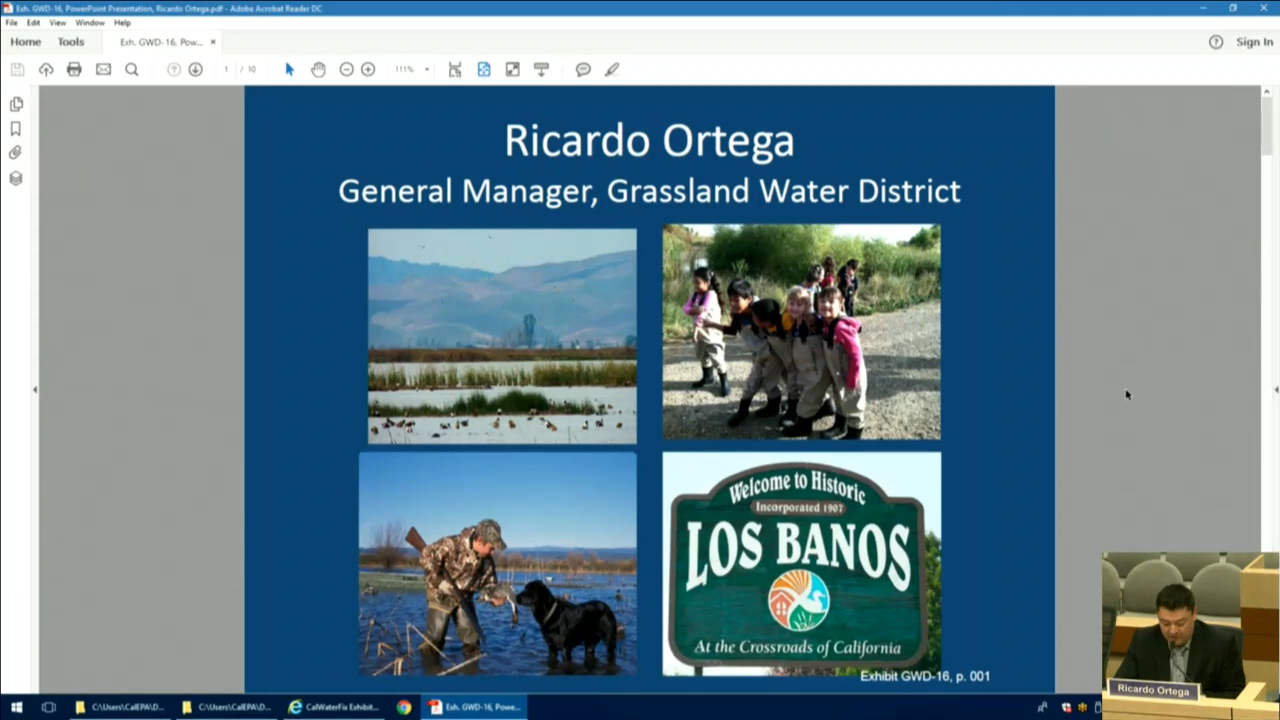 Exh. GWD-16, PowerPoint Presentation, Ricardo Ortega.pdf - Adobe Acrobat Reader DC
File Edit View Window Help
Home Tools Exh. GWD-16, Pow... × Sign In
1 / 10 111%
Ricardo Ortega
General Manager, Grassland Water District
Welcome to Historic
Incorporated 1907
LOS BANOS
At the Crossroads of California
Exhibit GWD-16, p. 001
Ricardo Ortega
C:\Users\CalEPA\D... C:\Users\CalEPA\D... CalWaterFix Exhibit... Exh. GWD-16, Powe...